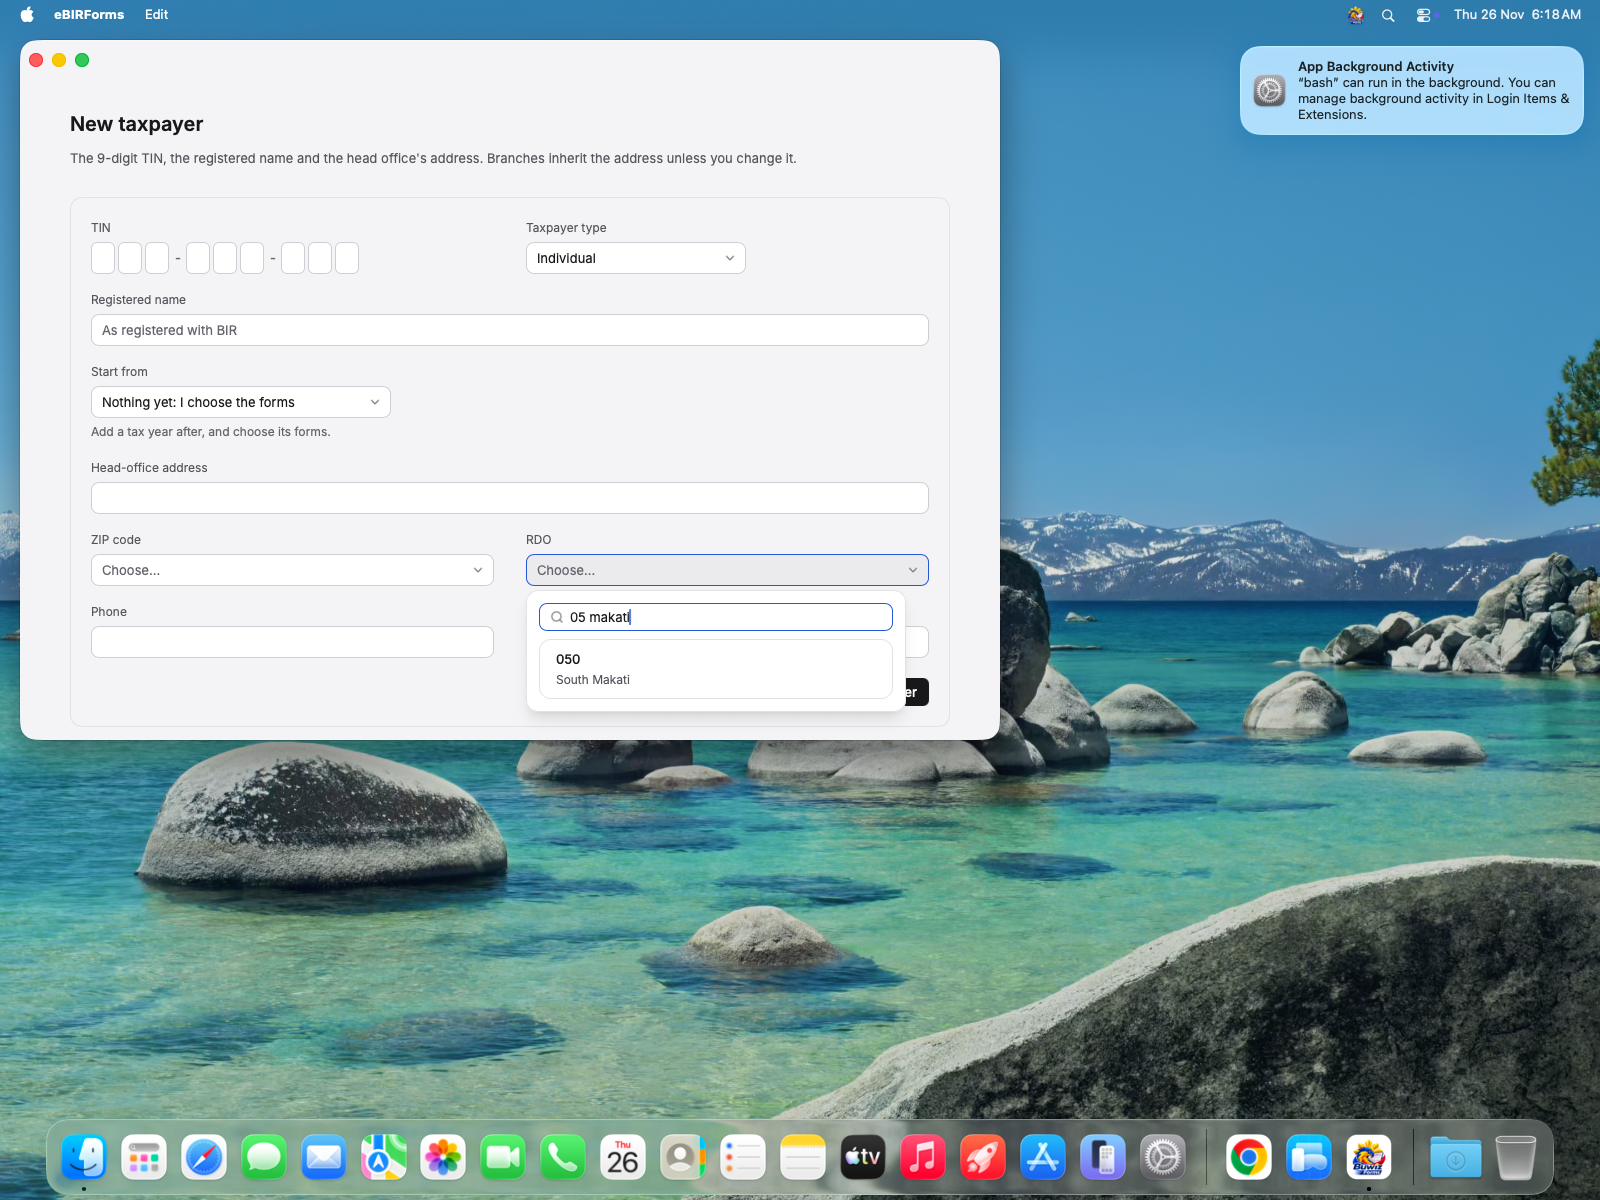 eBIRForms Edit
Thu 26 Nov 6:18 AM
App Background Activity
“bash” can run in the background. You can
manage background activity in Login Items &
Extensions.
New taxpayer
The 9-digit TIN, the registered name and the head office's address. Branches inherit the address unless you change it.
TIN
Taxpayer type
- -
Individual
Registered name
As registered with BIR
Start from
Nothing yet: I choose the forms
Add a tax year after, and choose its forms.
Head-office address
ZIP code
RDO
Choose...
Choose...
Phone
05 makati
050
South Makati
er
Thu
26
tv
BUWIZ
Forms